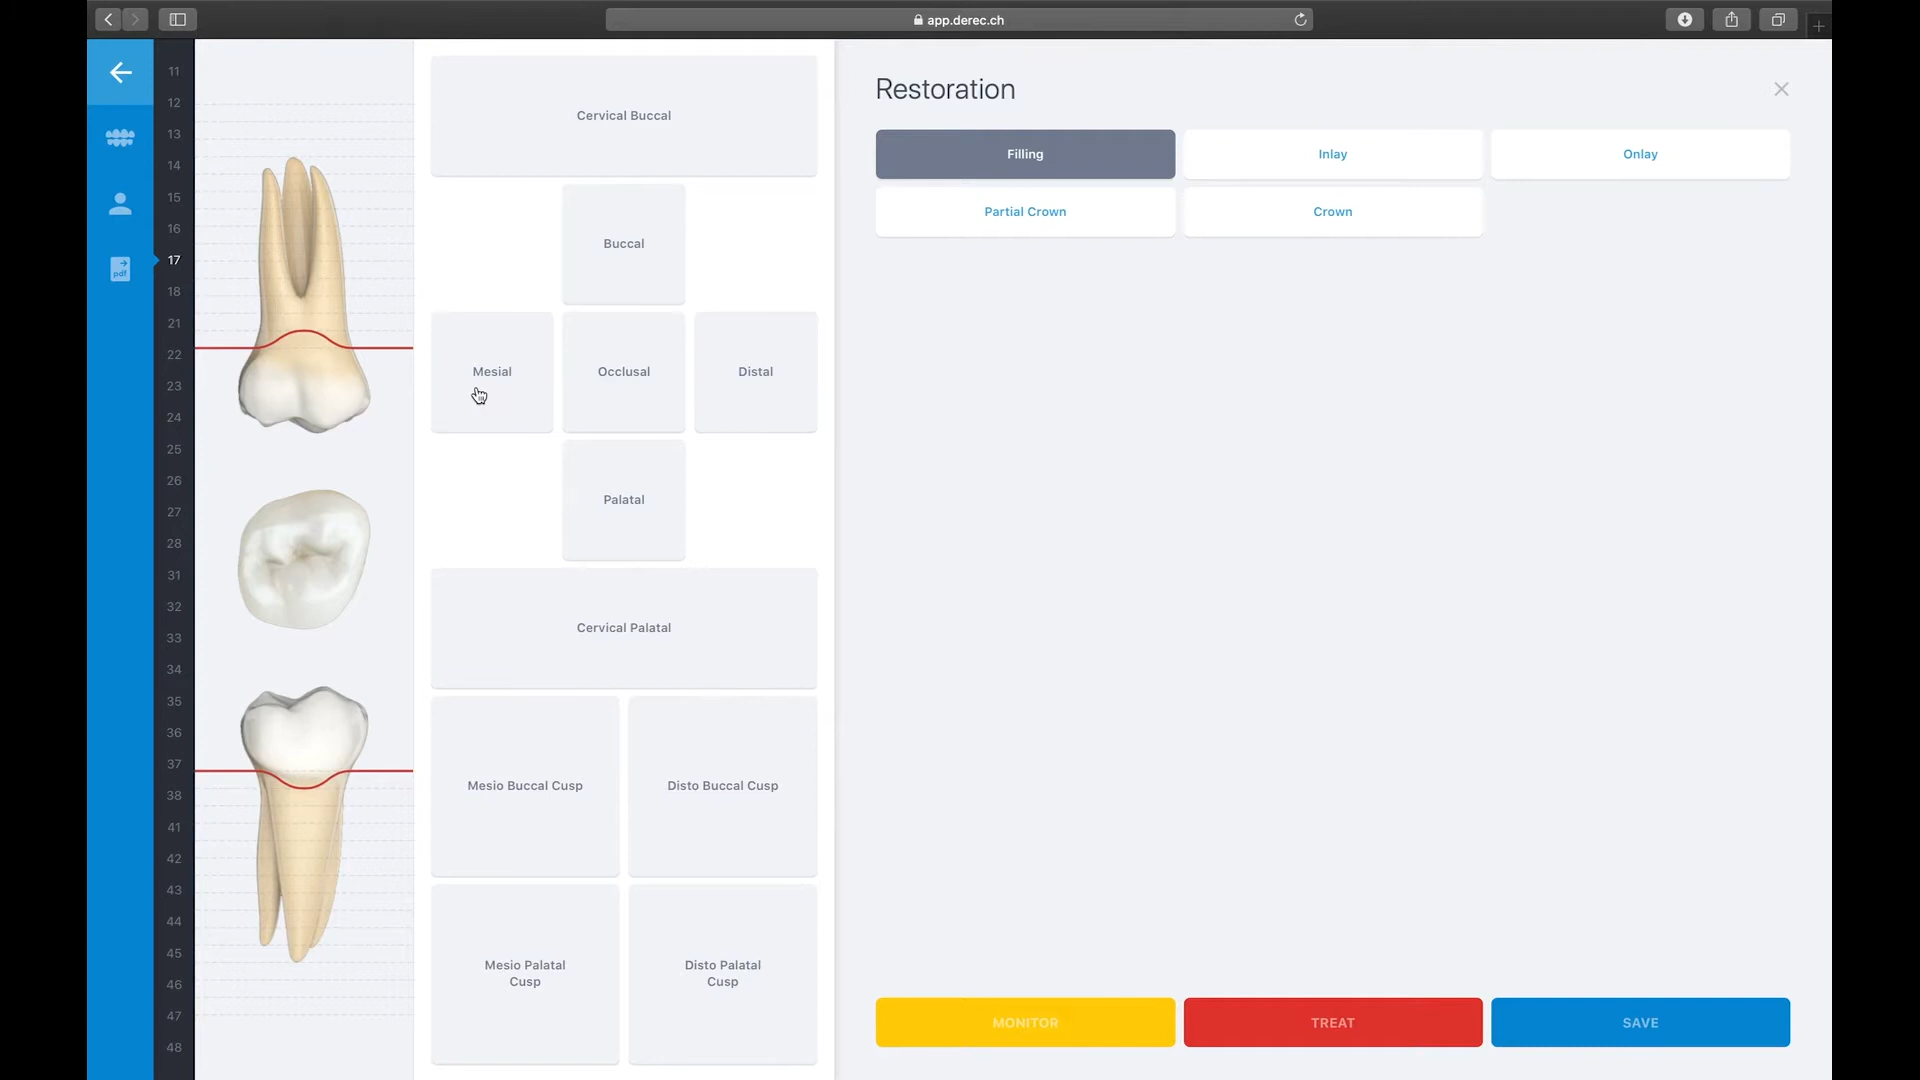 app.derec.ch
11
12
13
14
15
16
17
18
21
22
23
24
25
26
27
28
31
32
33
34
35
36
37
38
41
42
43
44
45
46
47
48
pdf
Cervical Buccal
Buccal
Mesial
Occlusal
Distal
Palatal
Cervical Palatal
Mesio Buccal Cusp
Disto Buccal Cusp
Mesio Palatal
Cusp
Disto Palatal
Cusp
Restoration
Filling
Inlay
Onlay
Partial Crown
Crown
MONITOR
TREAT
SAVE